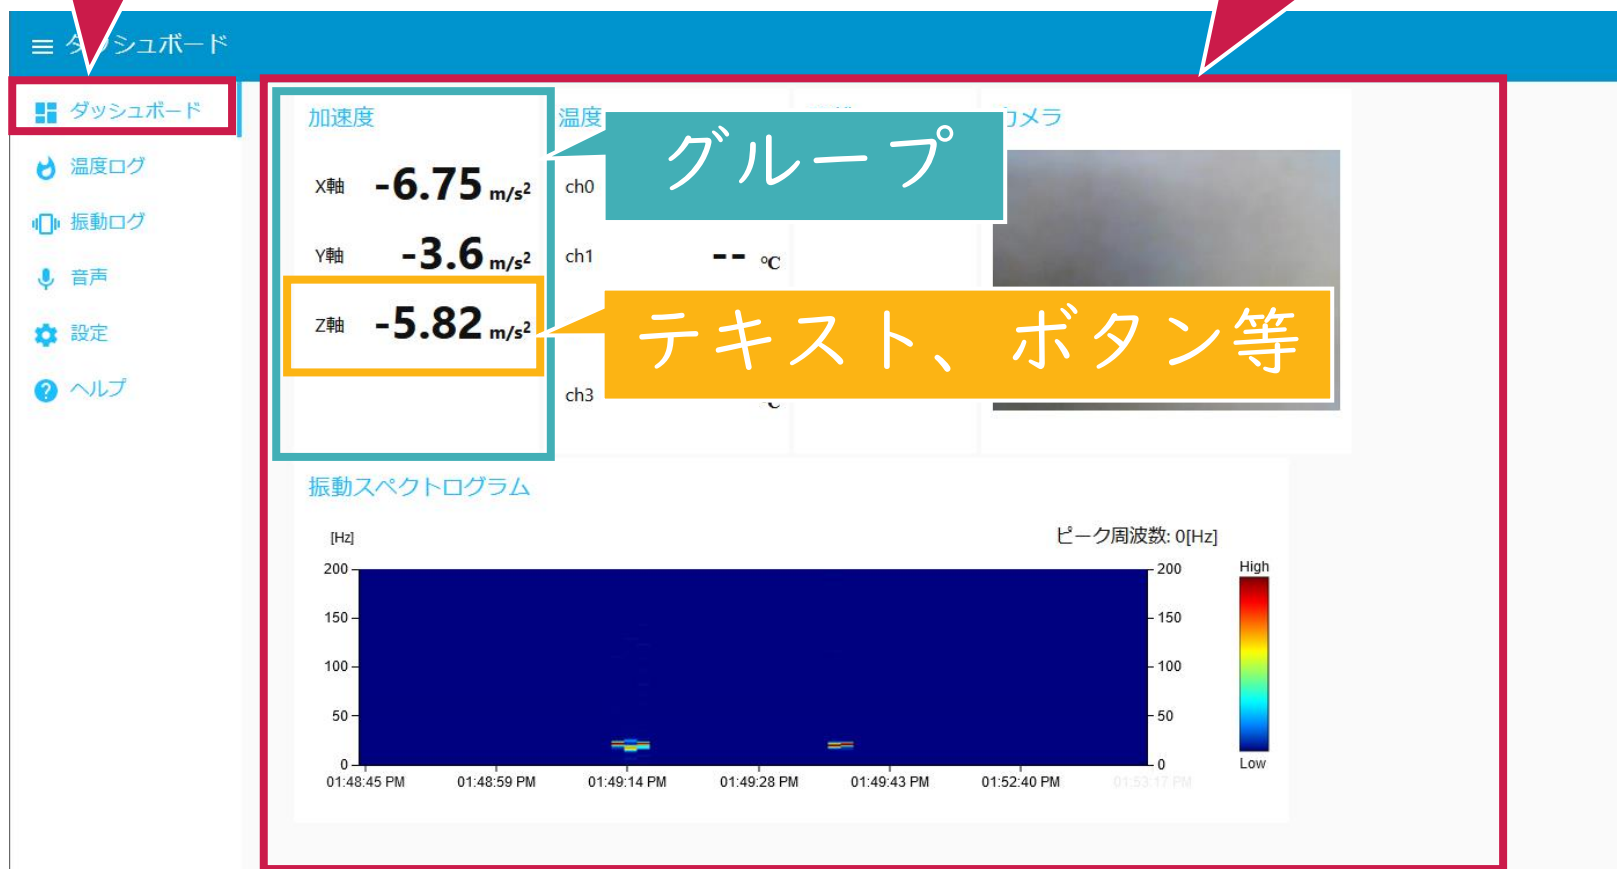 ダッシュボード
ダッシュボード
温度ログ
振動ログ
音声
設定
ヘルプ
加速度
X軸 -6.75 m/s²
Y軸 -3.6 m/s²
Z軸 -5.82 m/s²
温度
ch0
ch1 -- ℃
ch3
カメラ
グループ
テキスト、ボタン等
振動スペクトログラム
[Hz]
ピーク周波数: 0[Hz]
200
150
100
50
0
200
150
100
50
0
High
Low
01:48:45 PM 01:48:59 PM 01:49:14 PM 01:49:28 PM 01:49:43 PM 01:52:40 PM 01:53:17 PM